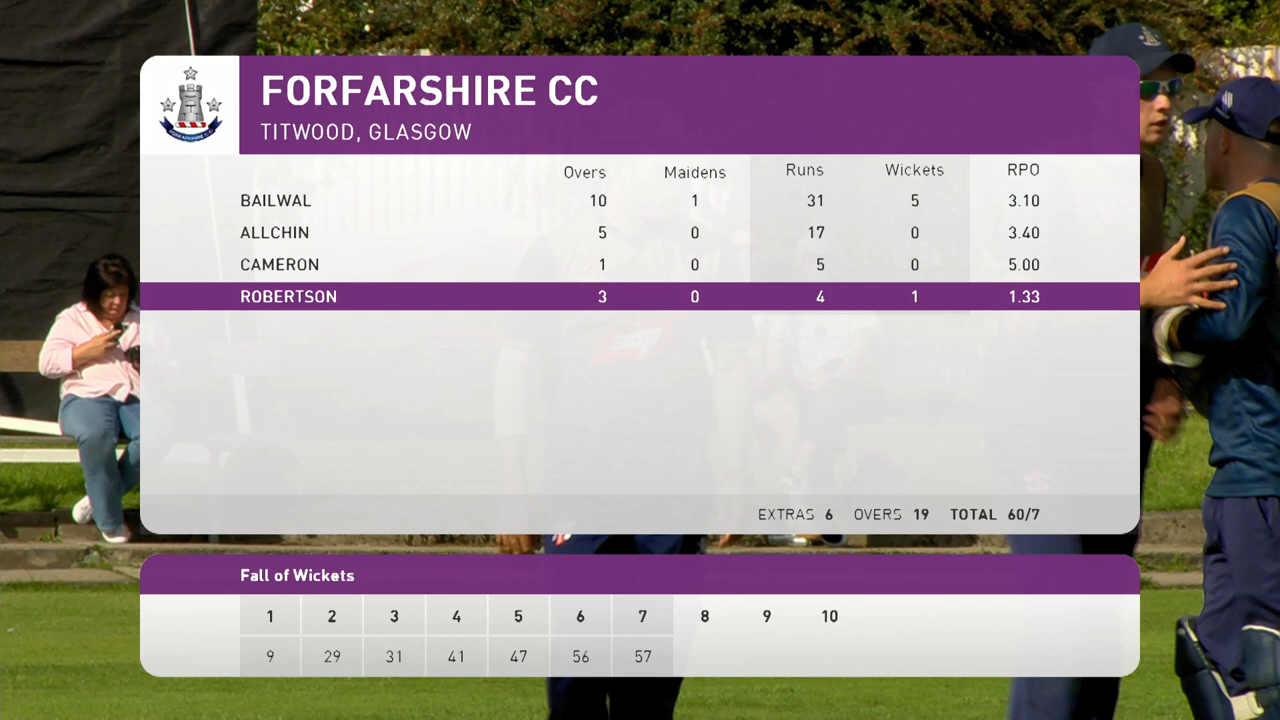 FORFARSHIRE CC
TITWOOD, GLASGOW
Overs Maidens Runs Wickets RPO
BAILWAL 10 1 31 5 3.10
ALLCHIN 5 0 17 0 3.40
CAMERON 1 0 5 0 5.00
ROBERTSON 3 0 4 1 1.33
EXTRAS 6 OVERS 19 TOTAL 60/7
Fall of Wickets
1 2 3 4 5 6 7 8 9 10
9 29 31 41 47 56 57